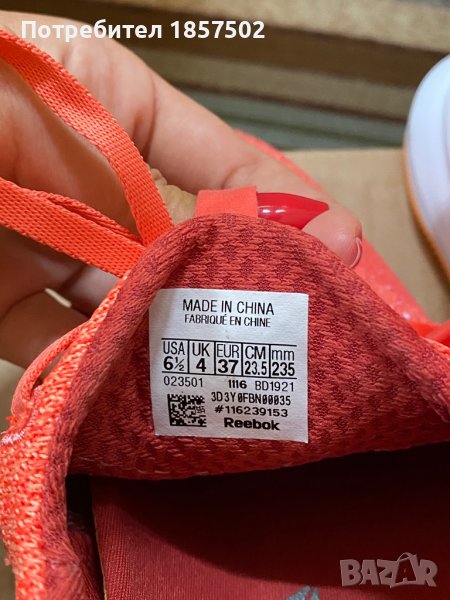 Потребител 1857502
MADE IN CHINA
FABRIQUÉ EN CHINE
USA UK EUR CM mm
6½ 4 37 23.5 235
023501 1116 BD1921
3D3Y0FBN00035
#116239153
Reebok
bazar